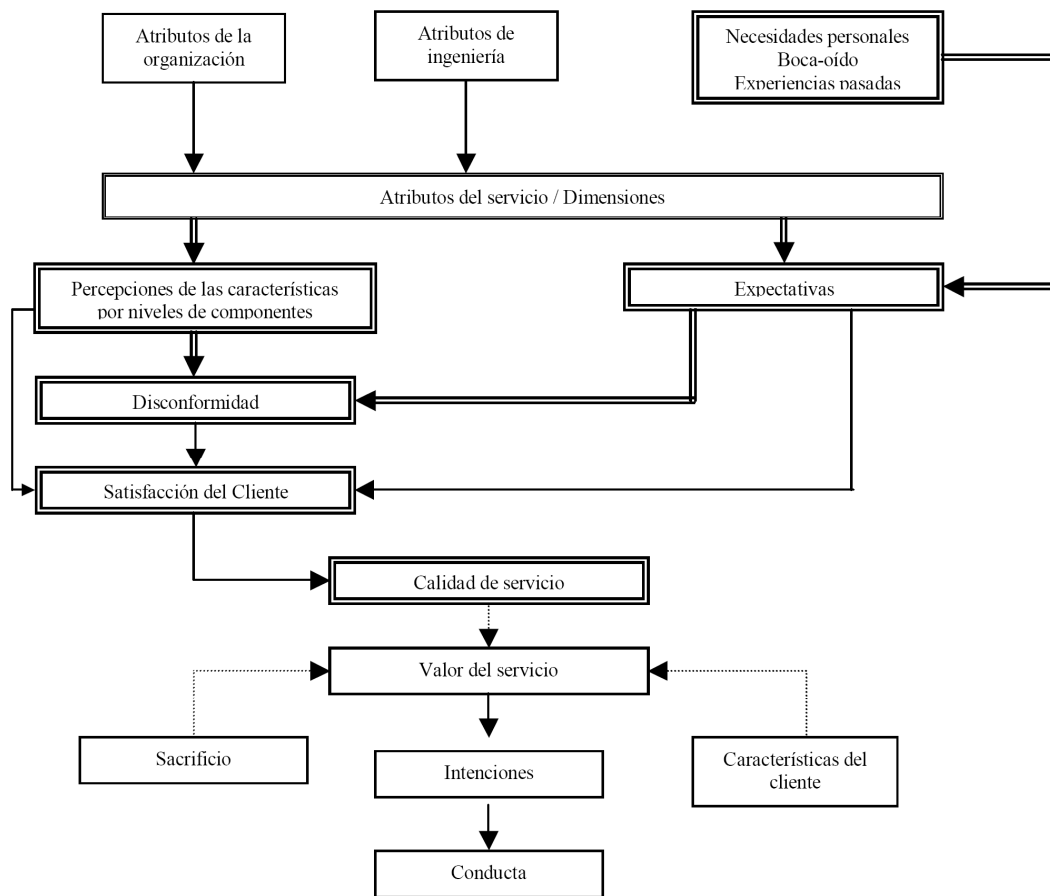 Atributos de la
organización
Atributos de
ingeniería
Necesidades personales
Boca-oído
Experiencias pasadas
Atributos del servicio / Dimensiones
Percepciones de las características
por niveles de componentes
Expectativas
Disconformidad
Satisfacción del Cliente
Calidad de servicio
Valor del servicio
Sacrificio
Intenciones
Características del
cliente
Conducta